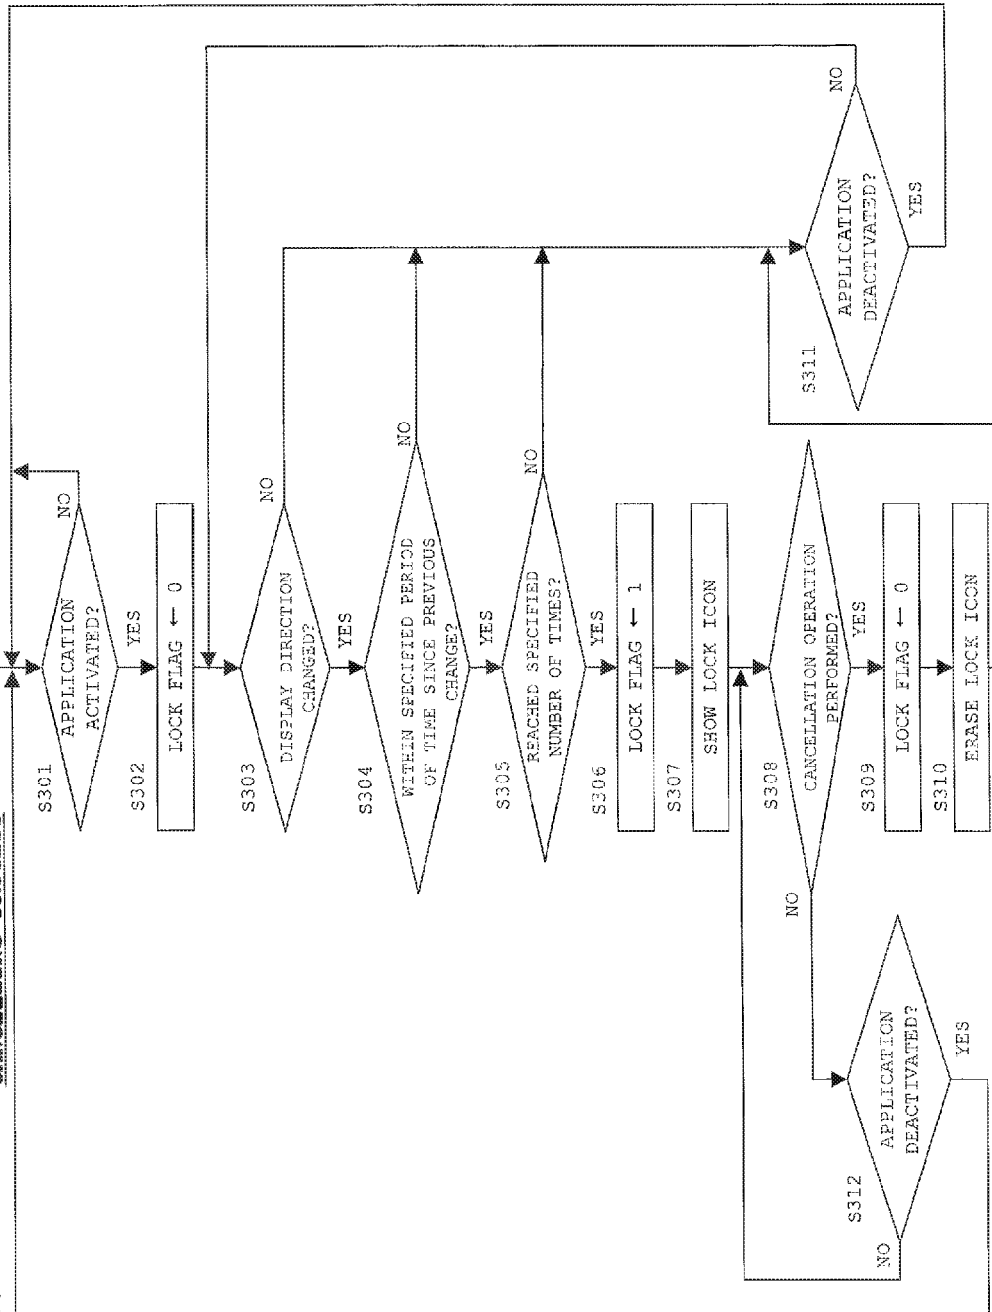 S301
APPLICATION
ACTIVATED?
NO
YES
S302
LOCK FLAG ← 0
S303
DISPLAY DIRECTION
CHANGED?
NO
YES
S304
WITHIN SPECIFIED PERIOD
OF TIME SINCE PREVIOUS
CHANGE?
NO
YES
S305
REACHED SPECIFIED
NUMBER OF TIMES?
NO
YES
S306
LOCK FLAG ← 1
S307
SHOW LOCK ICON
S308
CANCELLATION OPERATION
PERFORMED?
NO
YES
S309
LOCK FLAG ← 0
S310
ERASE LOCK ICON
S311
APPLICATION
DEACTIVATED?
NO
YES
S312
APPLICATION
DEACTIVATED?
NO
YES